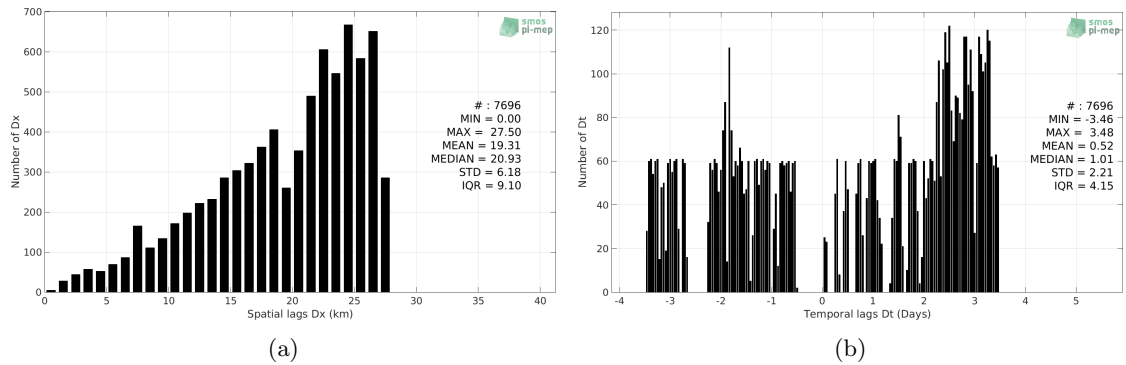 smos
pi-mep
700
600
500
400
300
200
100
0
Number of Dx
# : 7696
MIN = 0.00
MAX = 27.50
MEAN = 19.31
MEDIAN = 20.93
STD = 6.18
IQR = 9.10
0 5 10 15 20 25 30 35 40
Spatial lags Dx (km)
(a)
smos
pi-mep
120
100
80
60
40
20
0
Number of Dt
# : 7696
MIN = -3.46
MAX = 3.48
MEAN = 0.52
MEDIAN = 1.01
STD = 2.21
IQR = 4.15
-4 -3 -2 -1 0 1 2 3 4 5
Temporal lags Dt (Days)
(b)